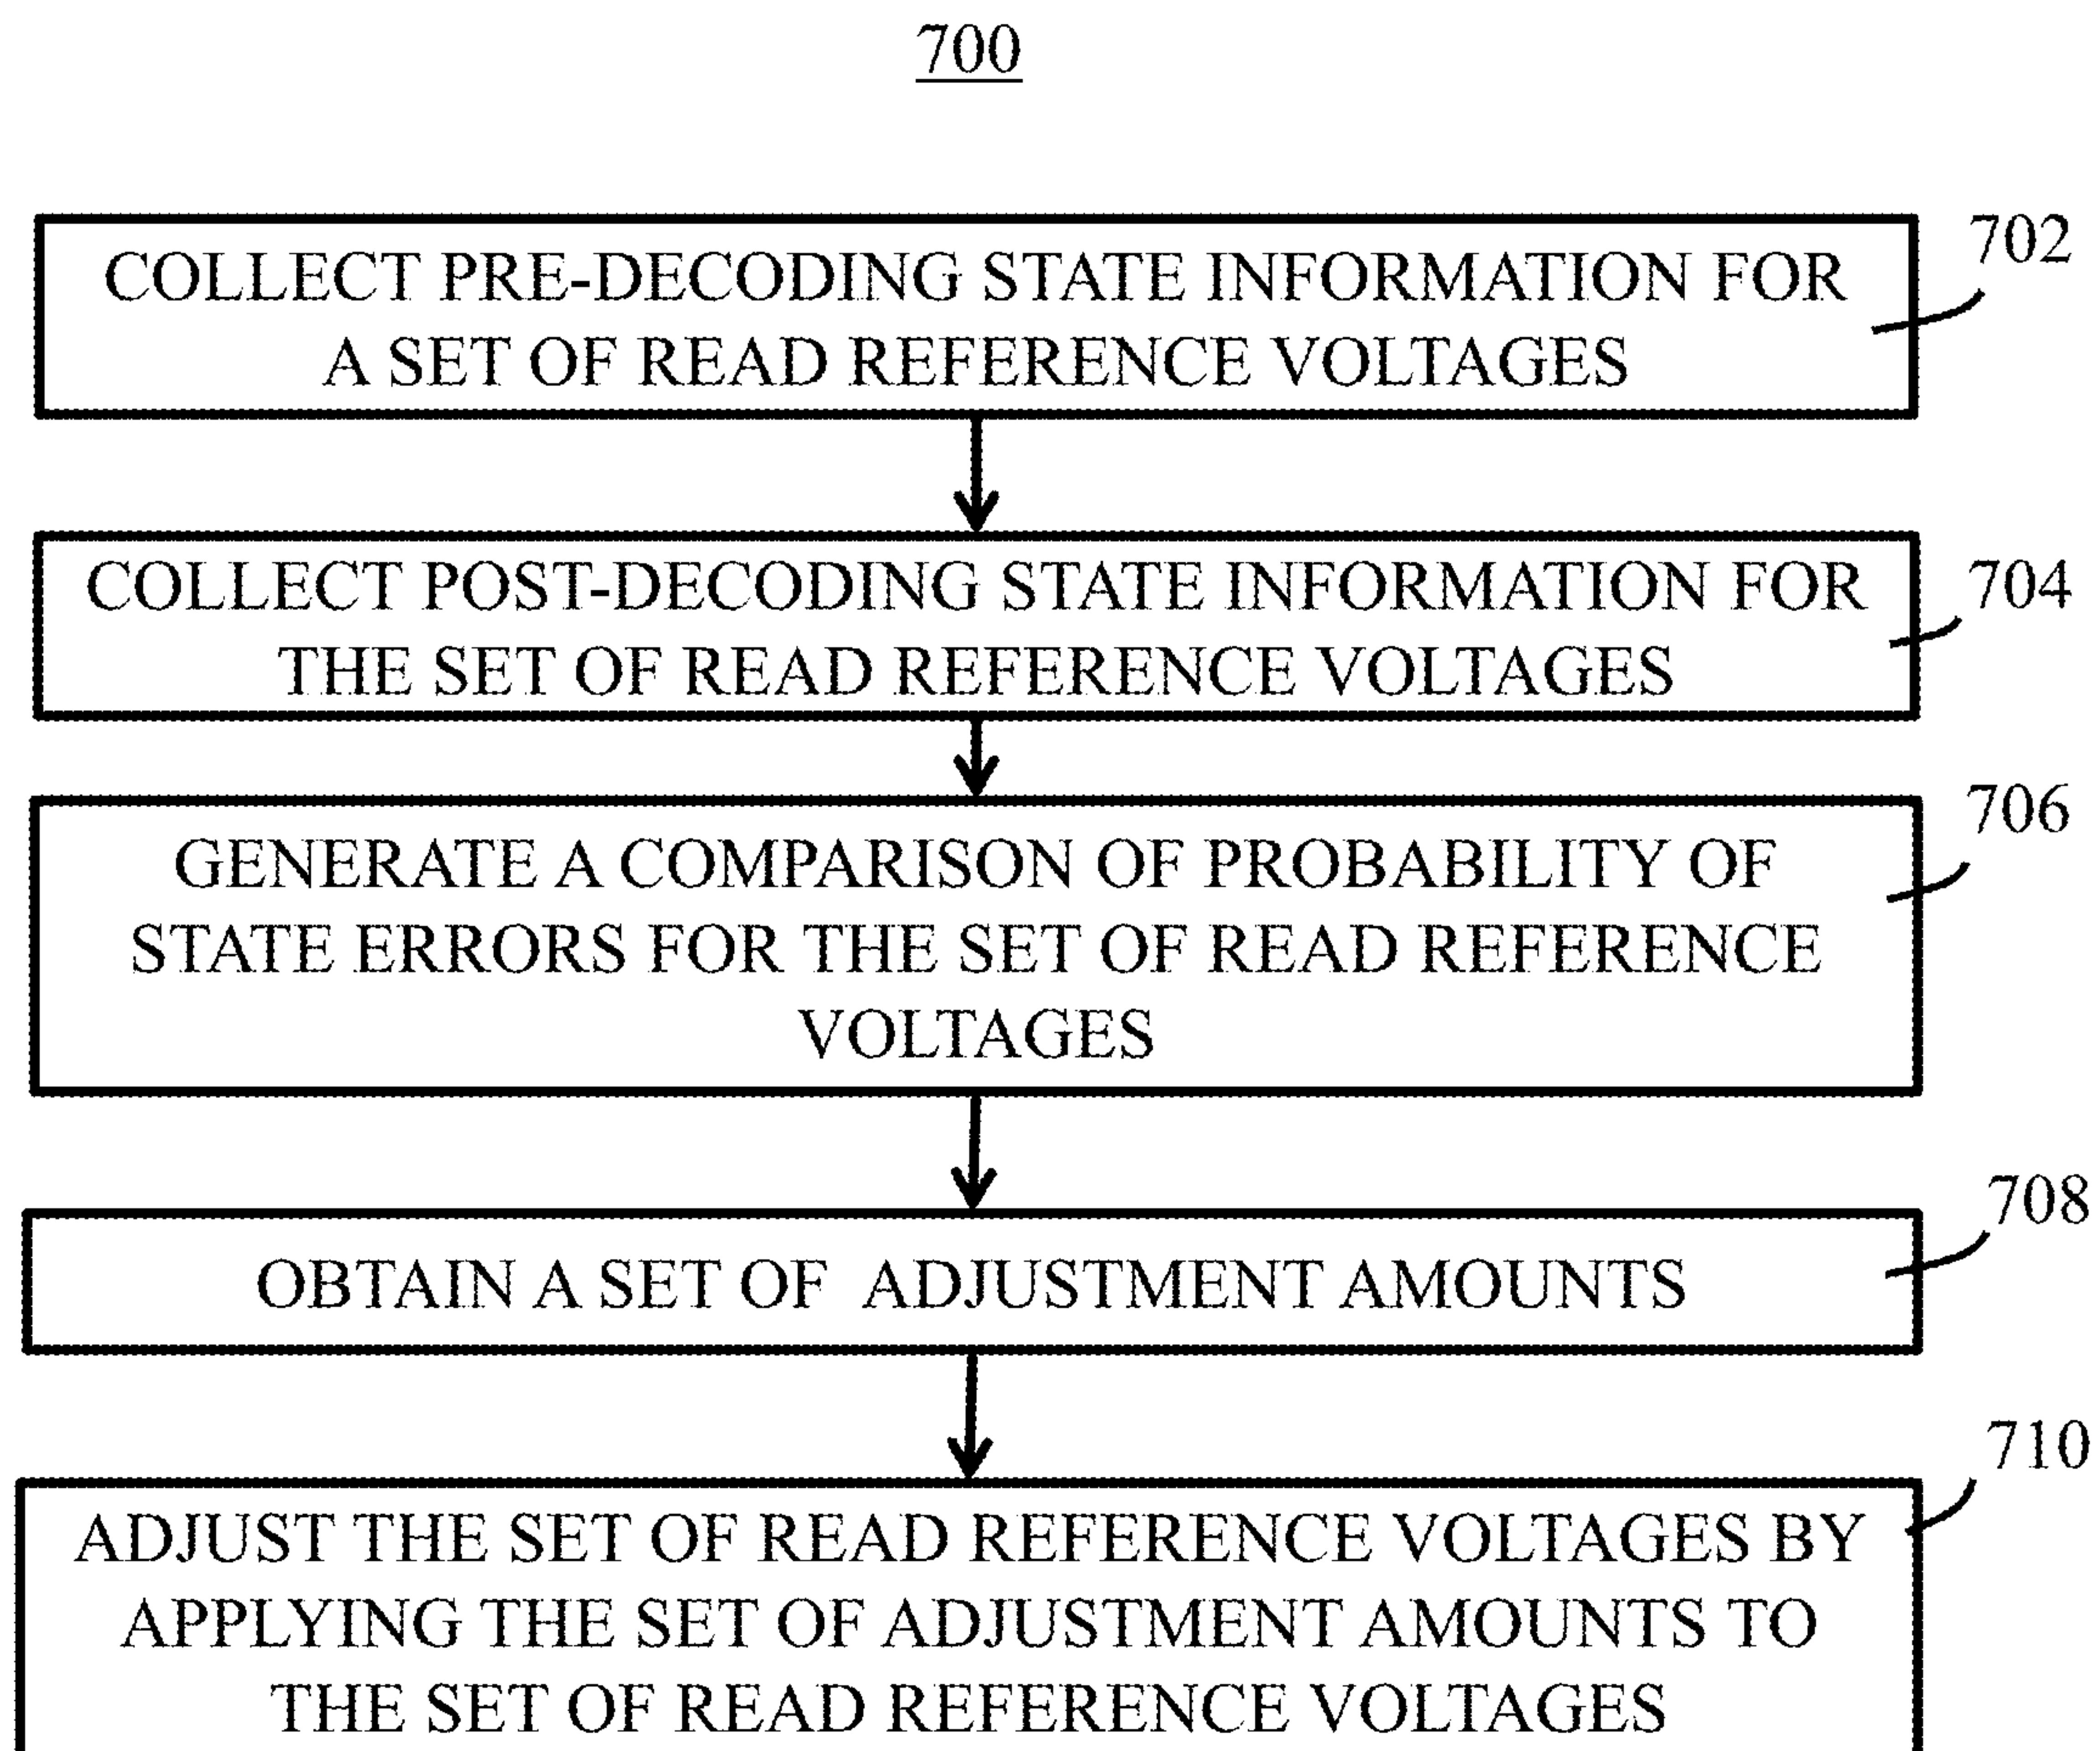 700
702
COLLECT PRE-DECODING STATE INFORMATION FOR
A SET OF READ REFERENCE VOLTAGES
704
COLLECT POST-DECODING STATE INFORMATION FOR
THE SET OF READ REFERENCE VOLTAGES
706
GENERATE A COMPARISON OF PROBABILITY OF
STATE ERRORS FOR THE SET OF READ REFERENCE
VOLTAGES
708
OBTAIN A SET OF ADJUSTMENT AMOUNTS
710
ADJUST THE SET OF READ REFERENCE VOLTAGES BY
APPLYING THE SET OF ADJUSTMENT AMOUNTS TO
THE SET OF READ REFERENCE VOLTAGES